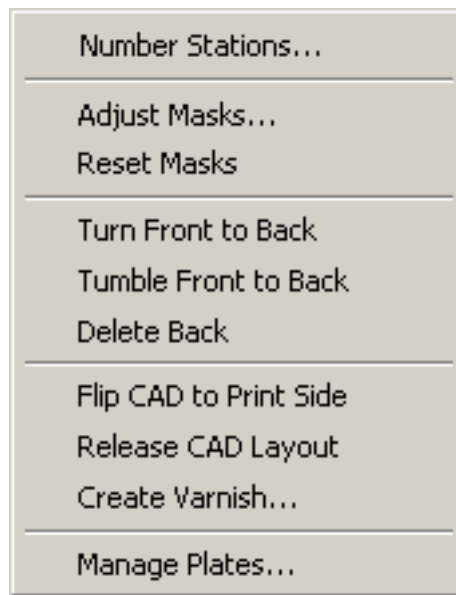 Number Stations...
Adjust Masks...
Reset Masks
Turn Front to Back
Tumble Front to Back
Delete Back
Flip CAD to Print Side
Release CAD Layout
Create Varnish...
Manage Plates...